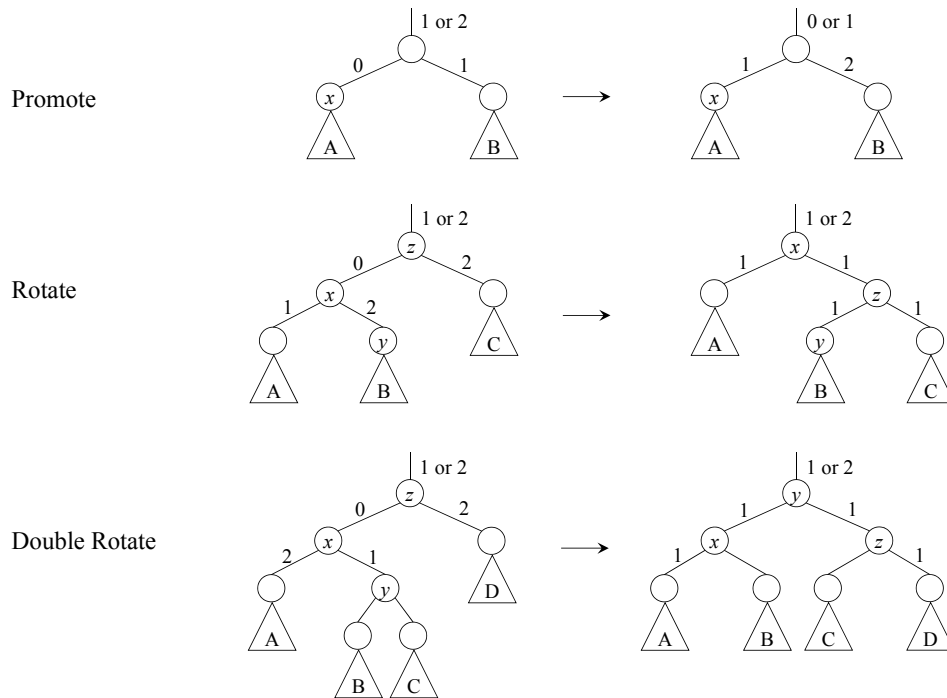 1 or 2
0 or 1
0 1
1 2
Promote
x
x
A B
A B
1 or 2
1 or 2
z
x
0 2
1 1
Rotate
x
z
1 2
1 1
y
C
A
y
A B
B C
1 or 2
1 or 2
z
y
0 2
1 1
Double Rotate
x
x
z
2 1
1 1
y
D
A
A B C D
B C